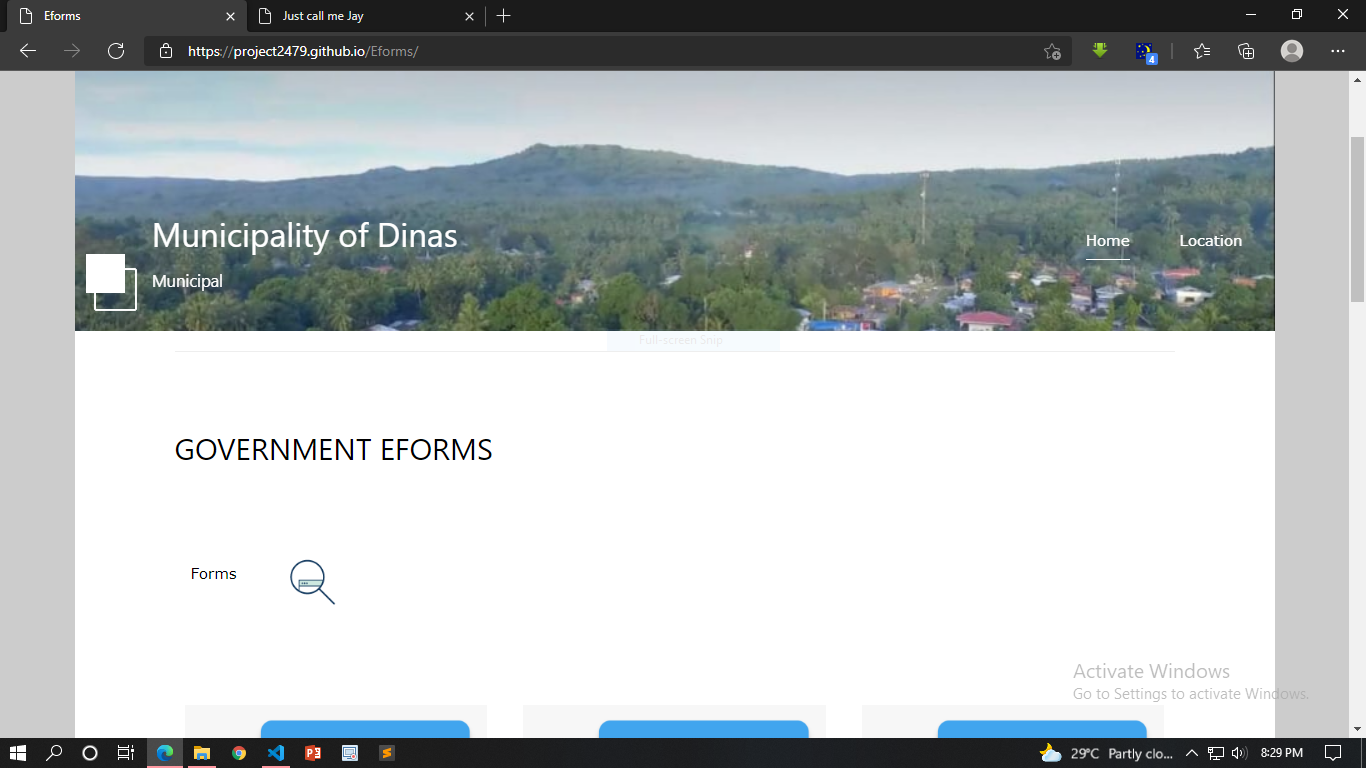 Eforms
Just call me Jay
https://project2479.github.io/Eforms/
4
Municipality of Dinas
Municipal
Home
Location
Full-screen Snip
GOVERNMENT EFORMS
Forms
Activate Windows
Go to Settings to activate Windows.
29°C Partly clo...
8:29 PM